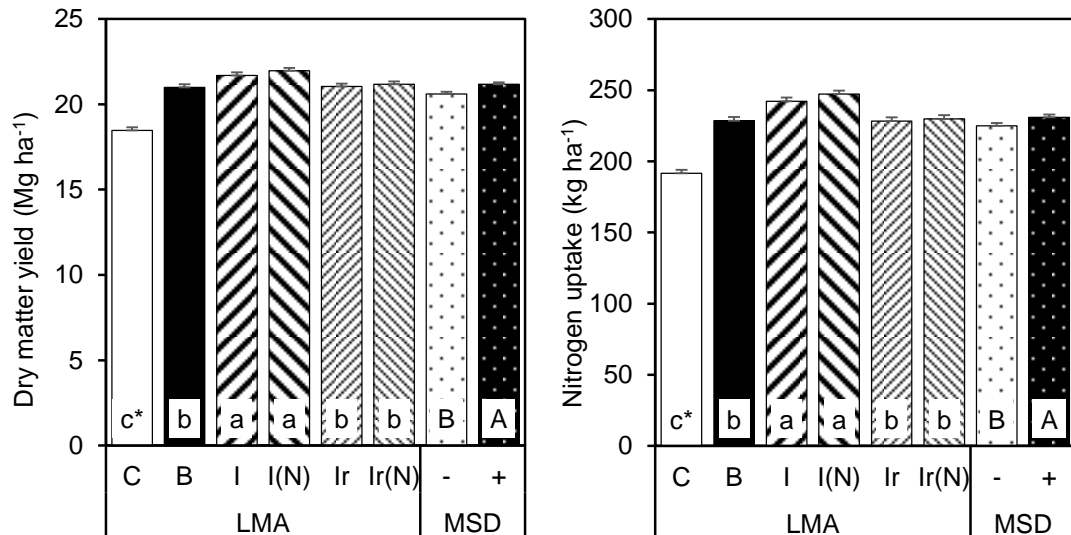 Dry matter yield (Mg ha⁻¹)
25
20
15
10
5
0
c* b a a b b B A
C B I I(N) Ir Ir(N) - +
LMA MSD
Nitrogen uptake (kg ha⁻¹)
300
250
200
150
100
50
0
c* b a a b b B A
C B I I(N) Ir Ir(N) - +
LMA MSD